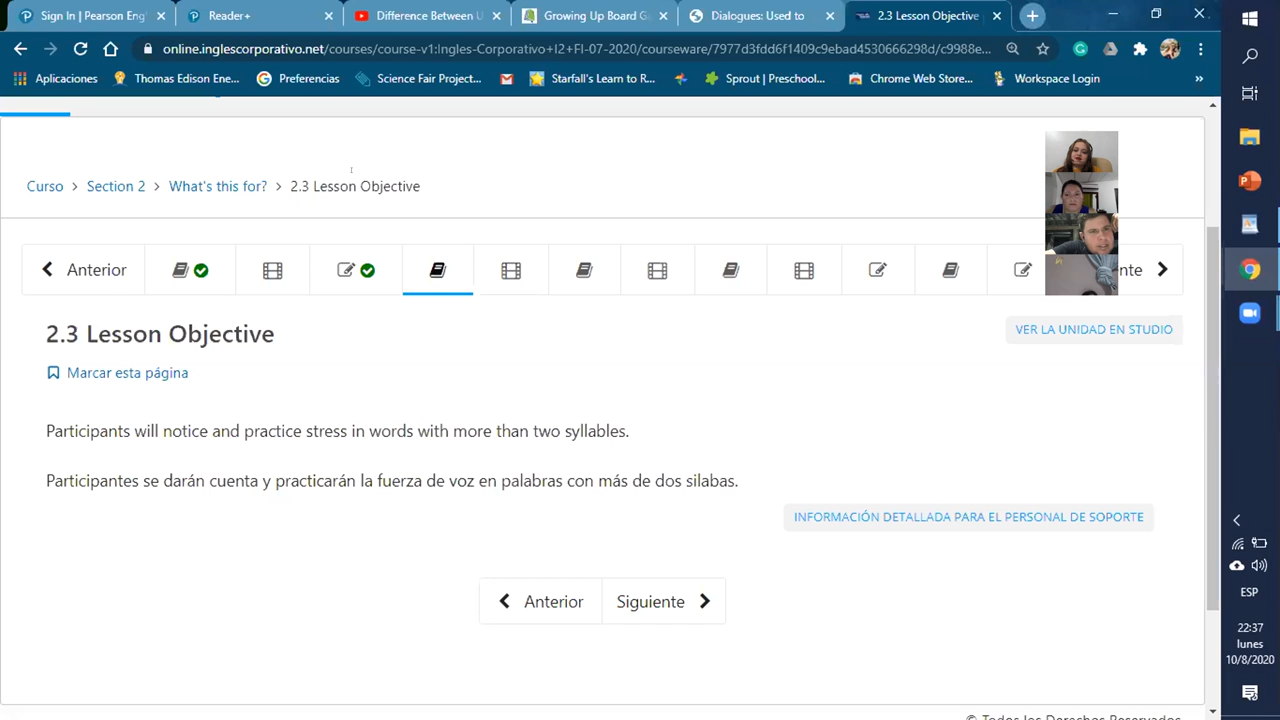 Sign In | Pearson Eng
Reader+
Difference Between U
Growing Up Board G
Dialogues: Used to
2.3 Lesson Objective
online.inglescorporativo.net/courses/course-v1:Ingles-Corporativo+I2+FI-07-2020/courseware/7977d3fdd6f1409c9ebad4530666298d/c9988e...
Aplicaciones
Thomas Edison Ene...
Preferencias
Science Fair Project...
Starfall's Learn to R...
Sprout | Preschool...
Chrome Web Store...
Workspace Login
»
Curso > Section 2 > What's this for? > 2.3 Lesson Objective
Anterior
nte
2.3 Lesson Objective
VER LA UNIDAD EN STUDIO
Marcar esta página
Participants will notice and practice stress in words with more than two syllables.
Participantes se darán cuenta y practicarán la fuerza de voz en palabras con más de dos silabas.
INFORMACIÓN DETALLADA PARA EL PERSONAL DE SOPORTE
Anterior
Siguiente
ESP
22:37
lunes
10/8/2020
© Todos los Derechos Reservados